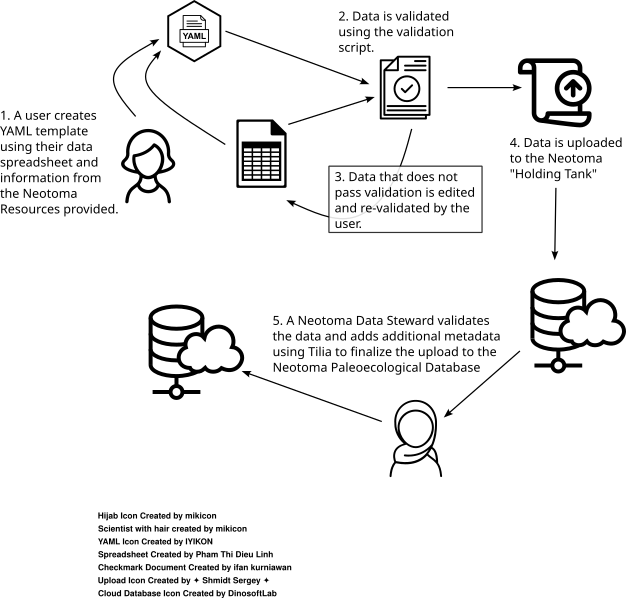 YAML
2. Data is validated
using the validation
script.
1. A user creates
YAML template
using their data
spreadsheet and
information from
the Neotoma
Resources provided.
3. Data that does not
pass validation is edited
and re-validated by the
user.
4. Data is uploaded
to the Neotoma
"Holding Tank"
5. A Neotoma Data Steward validates
the data and adds additional metadata
using Tilia to finalize the upload to the
Neotoma Paleoecological Database
Hijab Icon Created by mikicon
Scientist with hair created by mikicon
YAML Icon Created by IYIKON
Spreadsheet Created by Pham Thi Dieu Linh
Checkmark Document Created by ifan kurniawan
Upload Icon Created by ✦ Shmidt Sergey ✦
Cloud Database Icon Created by DinosoftLab